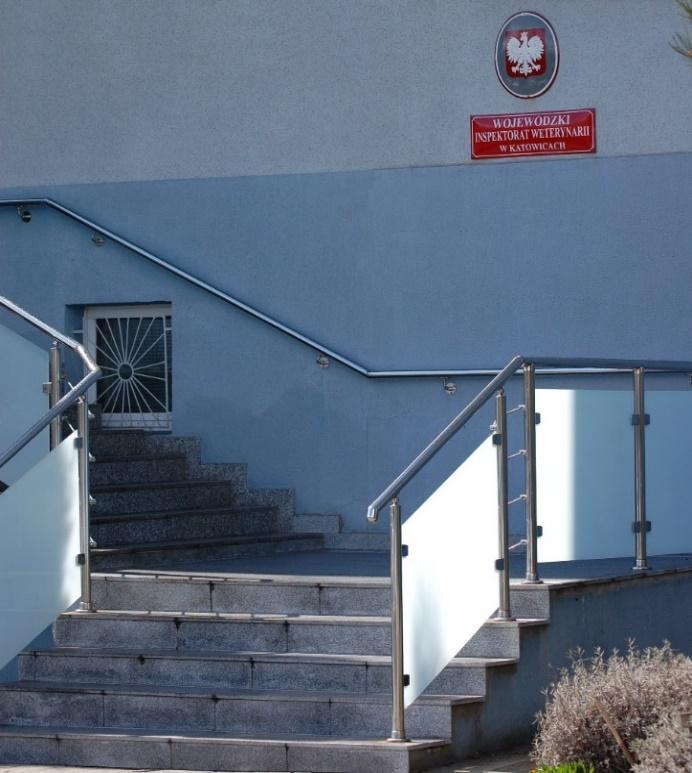 WOJEWÓDZKI
INSPEKTORAT WETERYNARII
W KATOWICACH